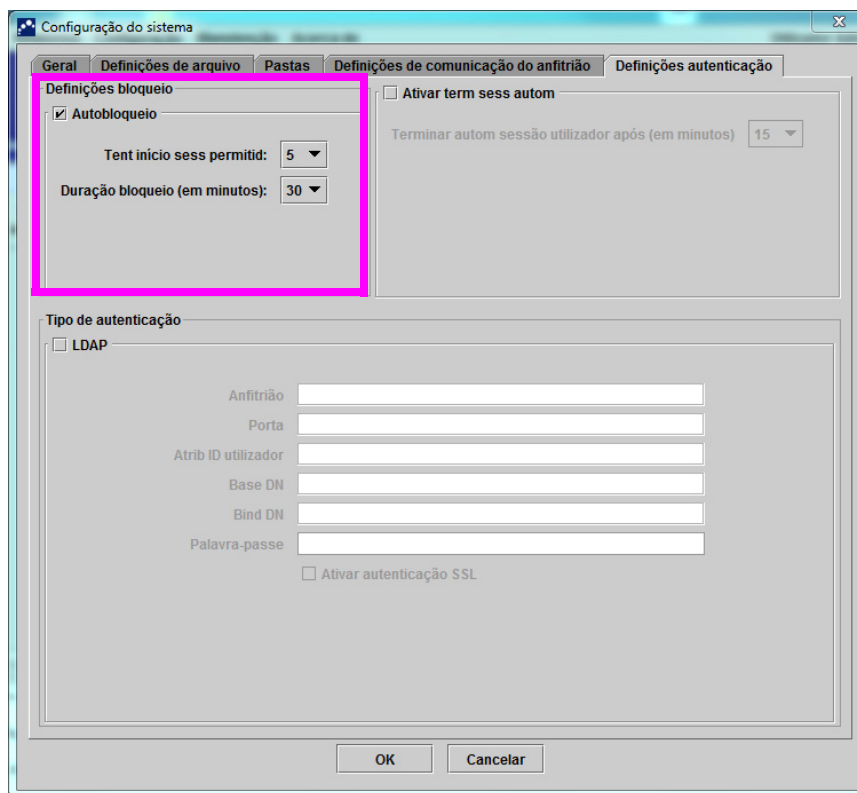 Configuração do sistema
Geral
Definições de arquivo
Pastas
Definições de comunicação do anfitrião
Definições autenticação
Definições bloqueio
Autobloqueio
Tent início sess permitid: 5
Duração bloqueio (em minutos): 30
Ativar term sess autom
Terminar autom sessão utilizador após (em minutos) 15
Tipo de autenticação
LDAP
Anfitrião
Porta
Atrib ID utilizador
Base DN
Bind DN
Palavra-passe
Ativar autenticação SSL
OK
Cancelar